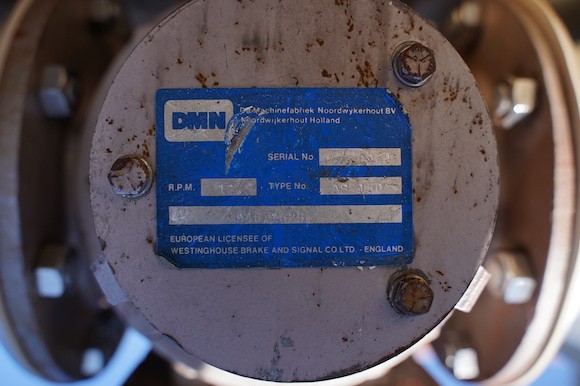 DMN
De Machinefabriek Noordwykerhout BV
Noordwijkerhout Holland
SERIAL No
R.P.M. TYPE No.
EUROPEAN LICENSEE OF
WESTINGHOUSE BRAKE AND SIGNAL CO LTD. - ENGLAND